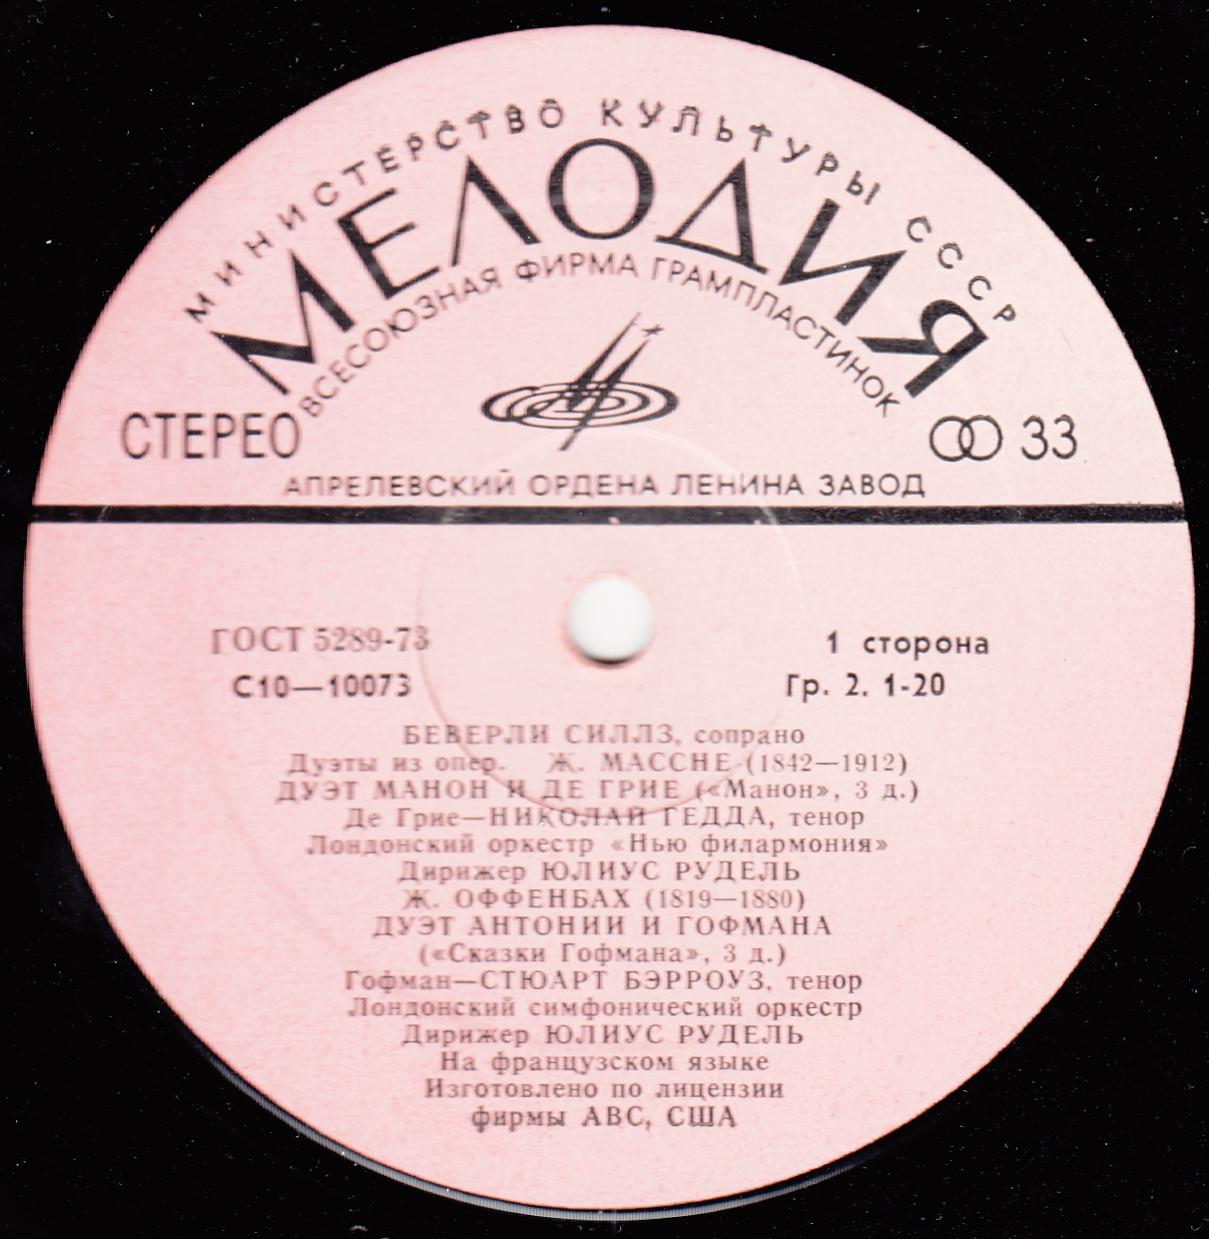 МИНИСТЕРСТВО КУЛЬТУРЫ СССР
МЕЛОДИЯ
ВСЕСОЮЗНАЯ ФИРМА ГРАМПЛАСТИНОК
СТЕРЕО
33
АПРЕЛЕВСКИЙ ОРДЕНА ЛЕНИНА ЗАВОД
ГОСТ 5289-73
1 сторона
С10—10073
Гр. 2. 1-20
БЕВЕРЛИ СИЛЛЗ, сопрано
Дуэты из опер. Ж. МАССНЕ (1842—1912)
ДУЭТ МАНОН И ДЕ ГРИЕ («Манон», 3 д.)
Де Грие—НИКОЛАЙ ГЕДДА, тенор
Лондонский оркестр «Нью филармония»
Дирижер ЮЛИУС РУДЕЛЬ
Ж. ОФФЕНБАХ (1819—1880)
ДУЭТ АНТОНИИ И ГОФМАНА
(«Сказки Гофмана», 3 д.)
Гофман—СТЮАРТ БЭРРОУЗ, тенор
Лондонский симфонический оркестр
Дирижер ЮЛИУС РУДЕЛЬ
На французском языке
Изготовлено по лицензии
фирмы АВС, США